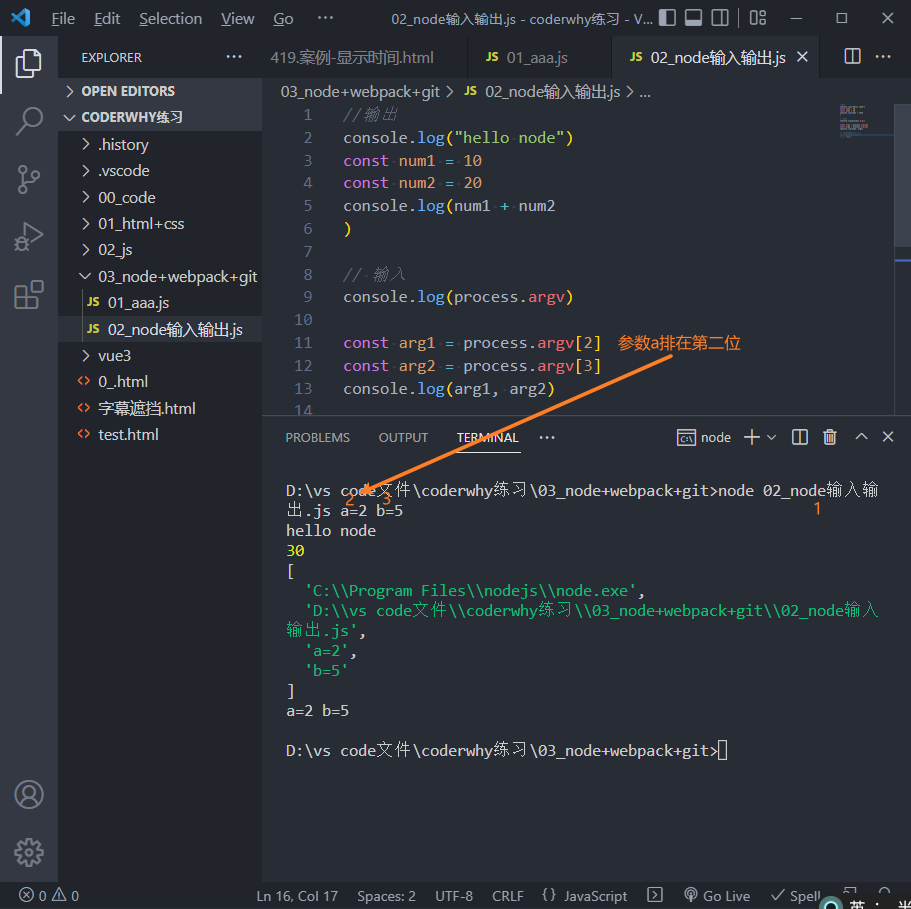 File Edit Selection View Go ··· 02_node输入输出.js - coderwhy练习 - V...
EXPLORER ··· 419.案例-显示时间.html JS 01_aaa.js JS 02_node输入输出.js
OPEN EDITORS
CODERWHY练习
.history
.vscode
00_code
01_html+css
02_js
03_node+webpack+git
JS 01_aaa.js
JS 02_node输入输出.js
vue3
0_.html
字幕遮挡.html
test.html
03_node+webpack+git > JS 02_node输入输出.js > ...
1 //输出
2 console.log("hello node")
3 const num1 = 10
4 const num2 = 20
5 console.log(num1 + num2
6 )
7
8 // 输入
9 console.log(process.argv)
10
11 const arg1 = process.argv[2] 参数a排在第二位
12 const arg2 = process.argv[3]
13 console.log(arg1, arg2)
14
PROBLEMS OUTPUT TERMINAL ··· node
D:\vs code文件\coderwhy练习\03_node+webpack+git>node 02_node输入输
2 3 1
出.js a=2 b=5
hello node
30
[
'C:\\Program Files\\nodejs\\node.exe',
'D:\\vs code文件\\coderwhy练习\\03_node+webpack+git\\02_node输入
输出.js',
'a=2',
'b=5'
]
a=2 b=5
D:\vs code文件\coderwhy练习\03_node+webpack+git>
0 0 Ln 16, Col 17 Spaces: 2 UTF-8 CRLF {} JavaScript Go Live Spell
英 ： 半